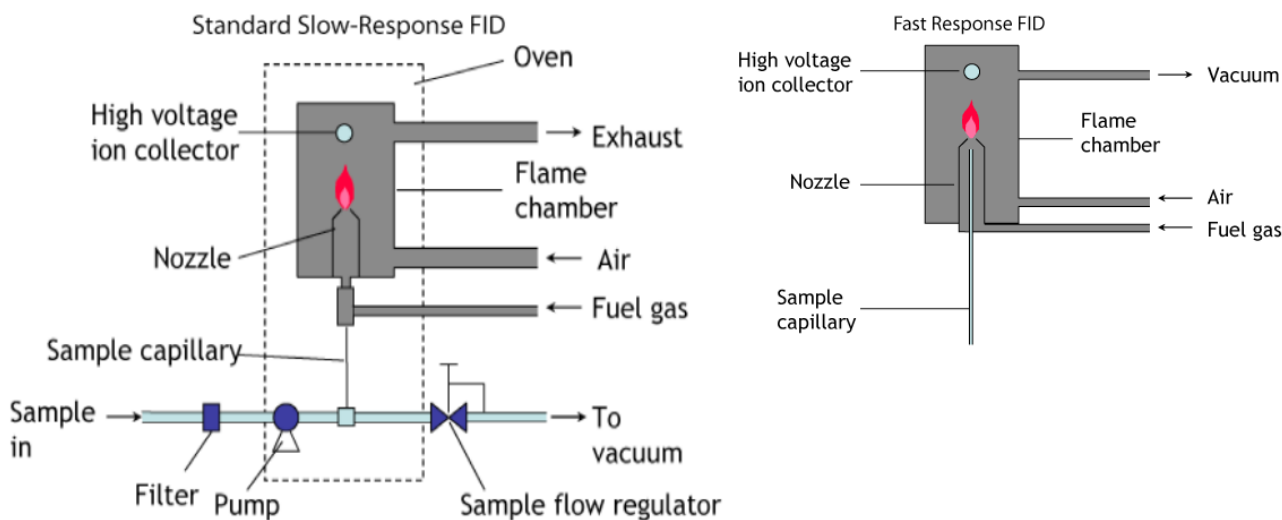 Standard Slow-Response FID
Oven
High voltage
ion collector
Exhaust
Flame
chamber
Nozzle
Air
Fuel gas
Sample capillary
Sample
in
To
vacuum
Filter
Pump
Sample flow regulator
Fast Response FID
High voltage
ion collector
Vacuum
Flame
chamber
Nozzle
Air
Fuel gas
Sample
capillary